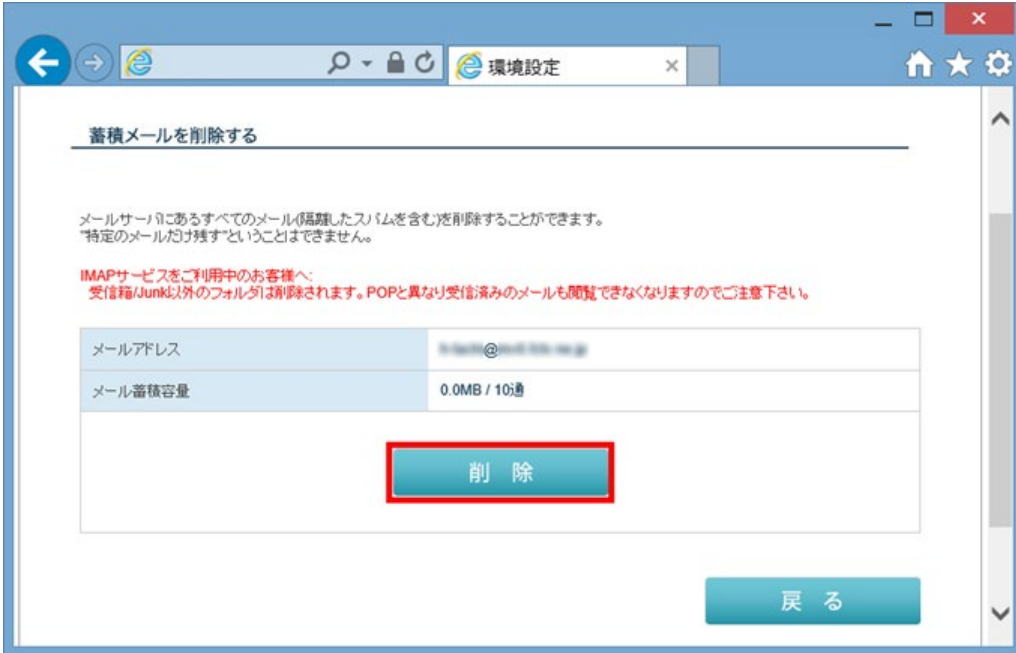 環境設定
蓄積メールを削除する
メールサーバにあるすべてのメール(隔離したスパムを含む)を削除することができます。
"特定のメールだけ残す"ということはできません。
IMAPサービスをご利用中のお客様へ:
受信箱/Junk以外のフォルダは削除されます。POPと異なり受信済みのメールも閲覧できなくなりますのでご注意下さい。
メールアドレス
@
メール蓄積容量 0.0MB / 10通
削 除
戻 る